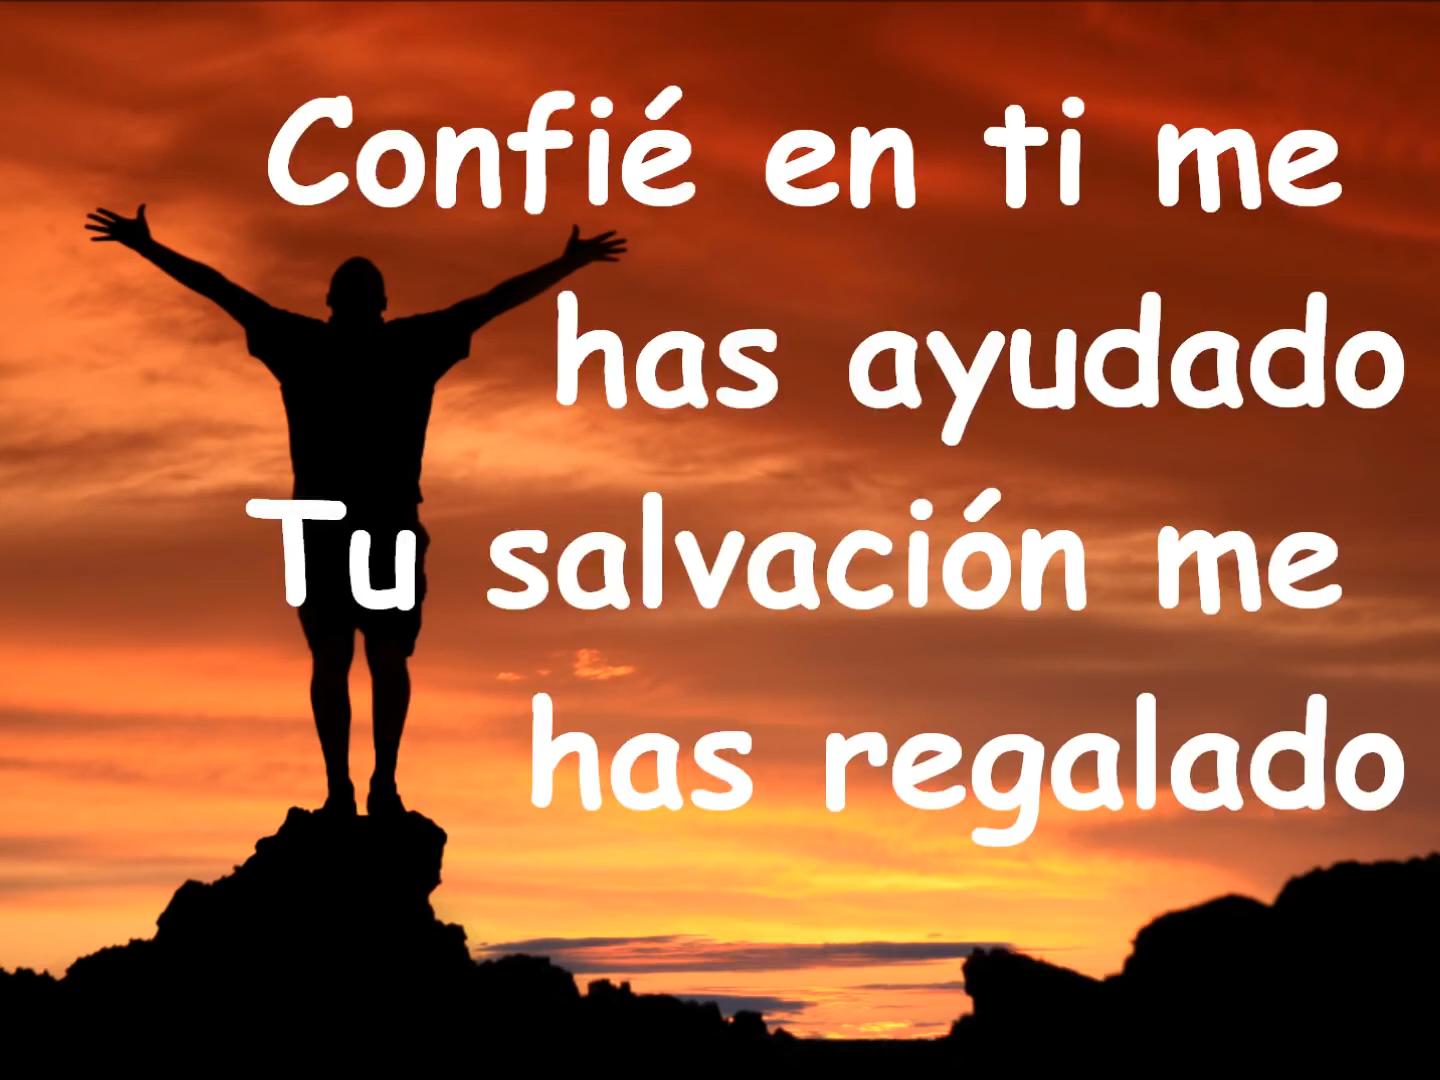 Confié en ti me
has ayudado
Tu salvación me
has regalado